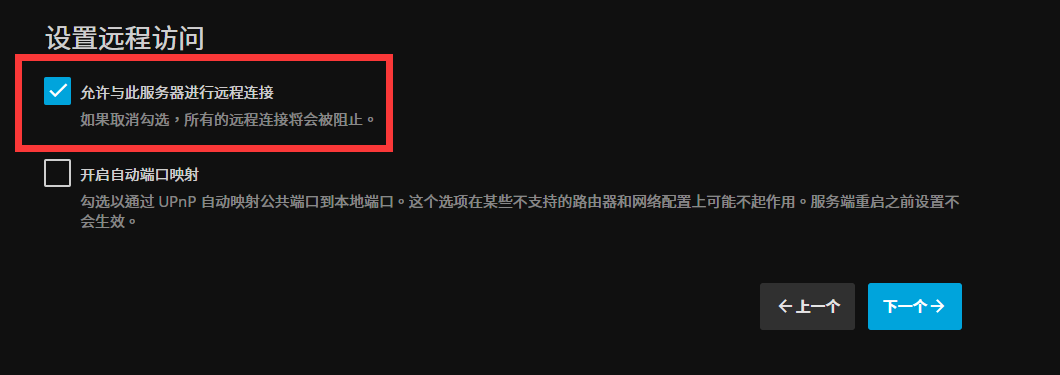 设置远程访问
允许与此服务器进行远程连接
如果取消勾选，所有的远程连接将会被阻止。
开启自动端口映射
勾选以通过 UPnP 自动映射公共端口到本地端口。这个选项在某些不支持的路由器和网络配置上可能不起作用。服务端重启之前设置不
会生效。
上一个 下一个